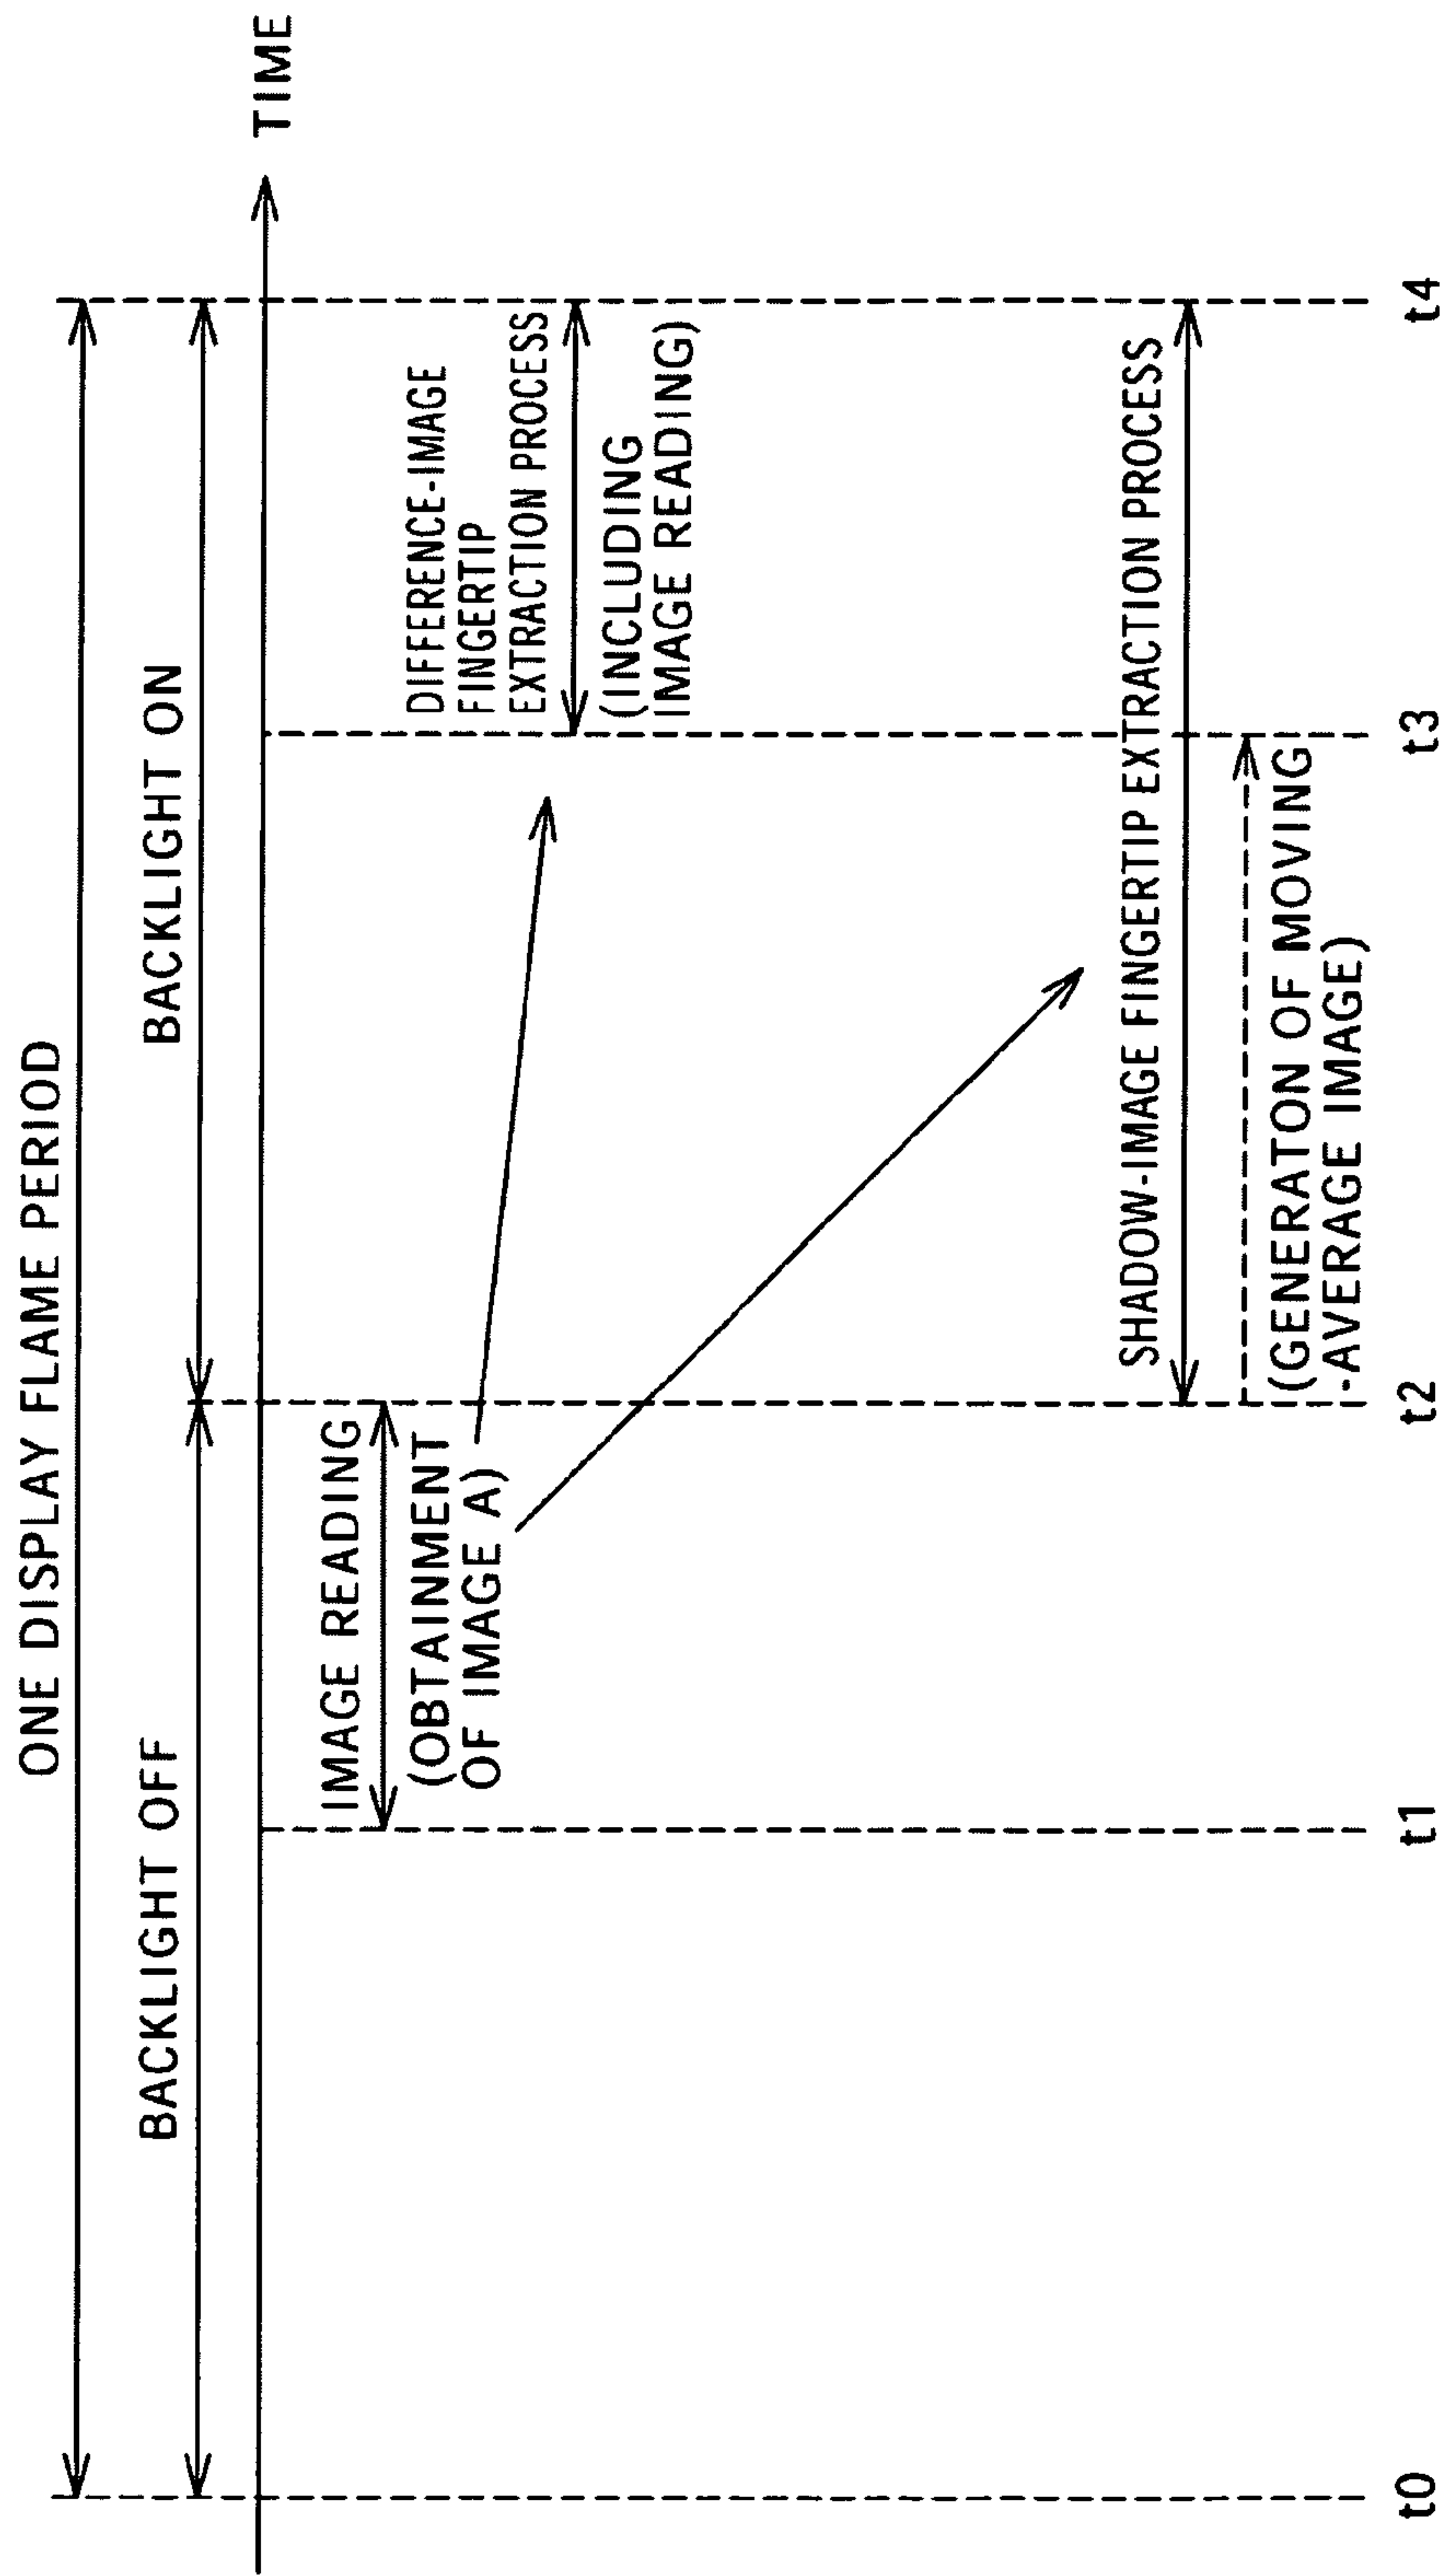 ONE DISPLAY FLAME PERIOD
BACKLIGHT OFF
BACKLIGHT ON
TIME
IMAGE READING
(OBTAINMENT
OF IMAGE A)
DIFFERENCE-IMAGE
FINGERTIP
EXTRACTION PROCESS
(INCLUDING
IMAGE READING)
SHADOW-IMAGE FINGERTIP EXTRACTION PROCESS
(GENERATON OF MOVING
-AVERAGE IMAGE)
t0
t1
t2
t3
t4